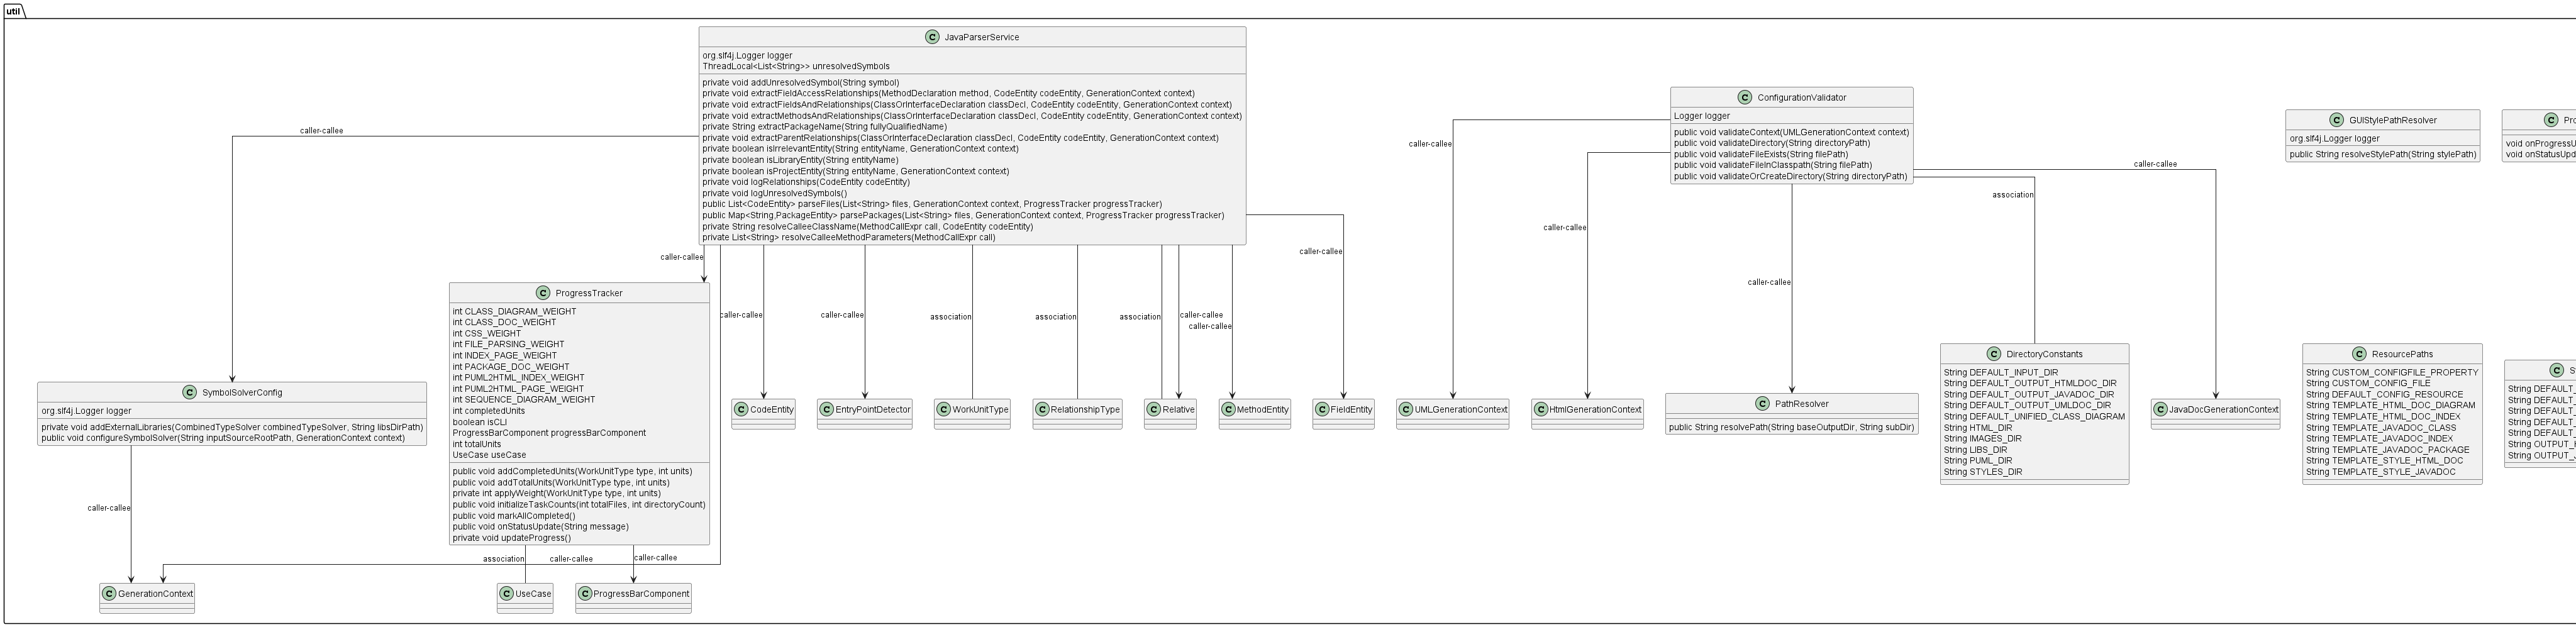 util
C JavaParserService
org.slf4j.Logger logger
ThreadLocal<List<String>> unresolvedSymbols
private void addUnresolvedSymbol(String symbol)
private void extractFieldAccessRelationships(MethodDeclaration method, CodeEntity codeEntity, GenerationContext context)
private void extractFieldsAndRelationships(ClassOrInterfaceDeclaration classDecl, CodeEntity codeEntity, GenerationContext context)
private void extractMethodsAndRelationships(ClassOrInterfaceDeclaration classDecl, CodeEntity codeEntity, GenerationContext context)
private String extractPackageName(String fullyQualifiedName)
private void extractParentRelationships(ClassOrInterfaceDeclaration classDecl, CodeEntity codeEntity, GenerationContext context)
private boolean isIrrelevantEntity(String entityName, GenerationContext context)
private boolean isLibraryEntity(String entityName)
private boolean isProjectEntity(String entityName, GenerationContext context)
private void logRelationships(CodeEntity codeEntity)
private void logUnresolvedSymbols()
public List<CodeEntity> parseFiles(List<String> files, GenerationContext context, ProgressTracker progressTracker)
public Map<String,PackageEntity> parsePackages(List<String> files, GenerationContext context, ProgressTracker progressTracker)
private String resolveCalleeClassName(MethodCallExpr call, CodeEntity codeEntity)
private List<String> resolveCalleeMethodParameters(MethodCallExpr call)
C ConfigurationValidator
Logger logger
public void validateContext(UMLGenerationContext context)
public void validateDirectory(String directoryPath)
public void validateFileExists(String filePath)
public void validateFileInClasspath(String filePath)
public void validateOrCreateDirectory(String directoryPath)
C GUIStylePathResolver
org.slf4j.Logger logger
public String resolveStylePath(String stylePath)
C Pro
void onProgressU
void onStatusUpd
caller-callee
caller-callee
caller-callee
association
caller-callee
caller-callee
caller-callee
caller-callee
caller-callee
caller-callee
caller-callee
association
association
association
caller-callee
caller-callee
C ProgressTracker
int CLASS_DIAGRAM_WEIGHT
int CLASS_DOC_WEIGHT
int CSS_WEIGHT
int FILE_PARSING_WEIGHT
int INDEX_PAGE_WEIGHT
int PACKAGE_DOC_WEIGHT
int PUML2HTML_INDEX_WEIGHT
int PUML2HTML_PAGE_WEIGHT
int SEQUENCE_DIAGRAM_WEIGHT
int completedUnits
boolean isCLI
ProgressBarComponent progressBarComponent
int totalUnits
UseCase useCase
public void addCompletedUnits(WorkUnitType type, int units)
public void addTotalUnits(WorkUnitType type, int units)
private int applyWeight(WorkUnitType type, int units)
public void initializeTaskCounts(int totalFiles, int directoryCount)
public void markAllCompleted()
public void onStatusUpdate(String message)
private void updateProgress()
C SymbolSolverConfig
org.slf4j.Logger logger
private void addExternalLibraries(CombinedTypeSolver combinedTypeSolver, String libsDirPath)
public void configureSymbolSolver(String inputSourceRootPath, GenerationContext context)
C CodeEntity
C EntryPointDetector
C WorkUnitType
C RelationshipType
C Relative
C MethodEntity
C FieldEntity
C UMLGenerationContext
C HtmlGenerationContext
C PathResolver
public String resolvePath(String baseOutputDir, String subDir)
C DirectoryConstants
String DEFAULT_INPUT_DIR
String DEFAULT_OUTPUT_HTMLDOC_DIR
String DEFAULT_OUTPUT_JAVADOC_DIR
String DEFAULT_OUTPUT_UMLDOC_DIR
String DEFAULT_UNIFIED_CLASS_DIAGRAM
String HTML_DIR
String IMAGES_DIR
String LIBS_DIR
String PUML_DIR
String STYLES_DIR
C JavaDocGenerationContext
C ResourcePaths
String CUSTOM_CONFIGFILE_PROPERTY
String CUSTOM_CONFIG_FILE
String DEFAULT_CONFIG_RESOURCE
String TEMPLATE_HTML_DOC_DIAGRAM
String TEMPLATE_HTML_DOC_INDEX
String TEMPLATE_JAVADOC_CLASS
String TEMPLATE_JAVADOC_INDEX
String TEMPLATE_JAVADOC_PACKAGE
String TEMPLATE_STYLE_HTML_DOC
String TEMPLATE_STYLE_JAVADOC
C S
String DEFAULT_
String DEFAULT_
String DEFAULT_
String DEFAULT_
String DEFAULT_
String OUTPUT_
String OUTPUT_
caller-callee
association
caller-callee
caller-callee
C GenerationContext
C UseCase
C ProgressBarComponent